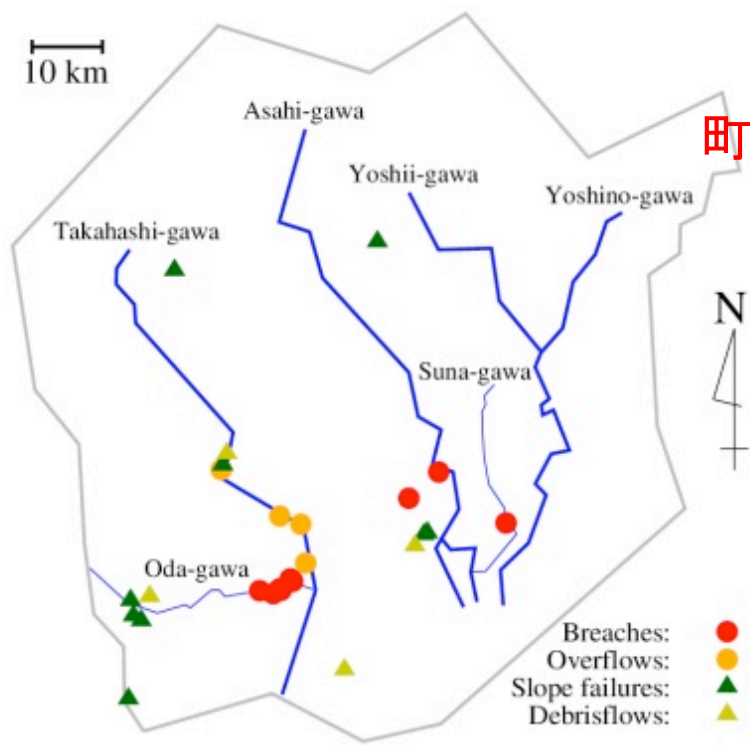 10 km
Asahi-gawa
町
Yoshii-gawa
Yoshino-gawa
Takahashi-gawa
N
Suna-gawa
Oda-gawa
Breaches:
Overflows:
Slope failures:
Debrisflows: